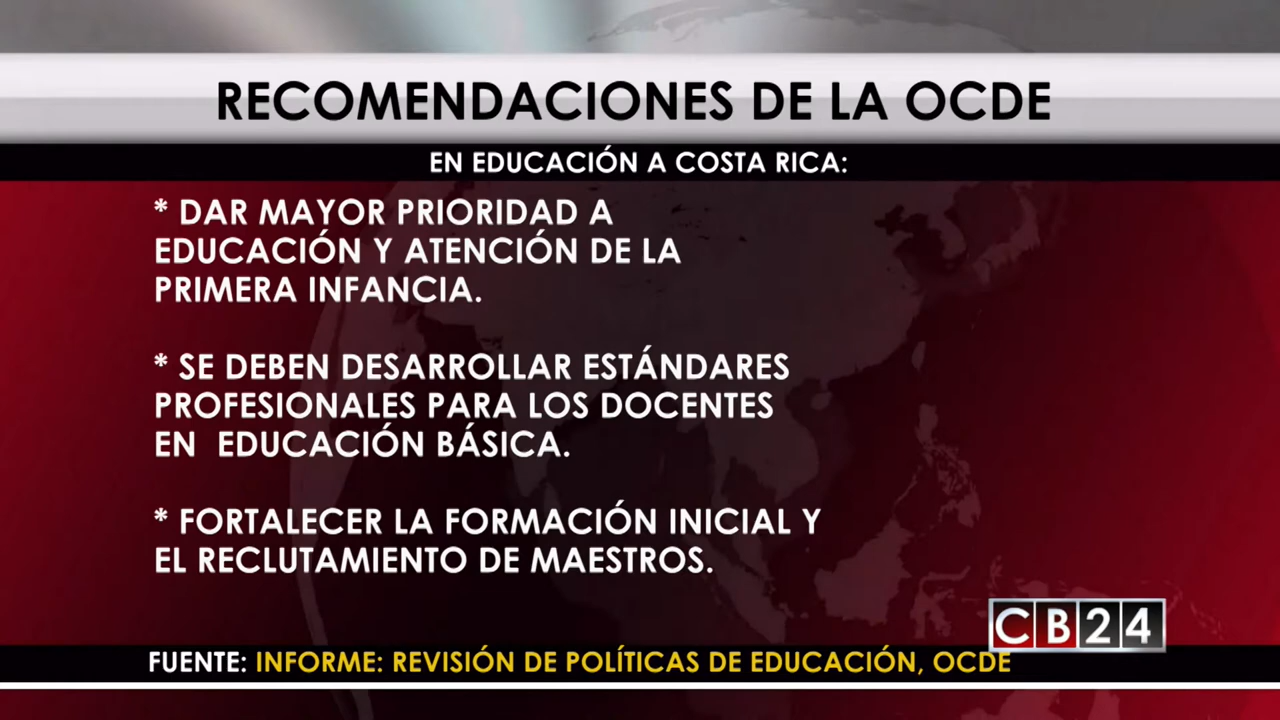 RECOMENDACIONES DE LA OCDE
EN EDUCACIÓN A COSTA RICA:
* DAR MAYOR PRIORIDAD A
EDUCACIÓN Y ATENCIÓN DE LA
PRIMERA INFANCIA.
* SE DEBEN DESARROLLAR ESTÁNDARES
PROFESIONALES PARA LOS DOCENTES
EN  EDUCACIÓN BÁSICA.
* FORTALECER LA FORMACIÓN INICIAL Y
EL RECLUTAMIENTO DE MAESTROS.
CB24
FUENTE: INFORME: REVISIÓN DE POLÍTICAS DE EDUCACIÓN, OCDE